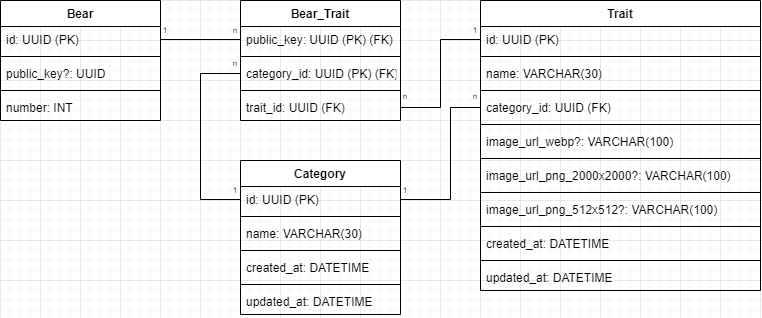 Bear
id: UUID (PK)
public_key?: UUID
number: INT
1
n
Bear_Trait
public_key: UUID (PK) (FK)
category_id: UUID (PK) (FK)
trait_id: UUID (FK)
n
n
1
n
Trait
id: UUID (PK)
name: VARCHAR(30)
category_id: UUID (FK)
image_url_webp?: VARCHAR(100)
image_url_png_2000x2000?: VARCHAR(100)
image_url_png_512x512?: VARCHAR(100)
created_at: DATETIME
updated_at: DATETIME
1
1
Category
id: UUID (PK)
name: VARCHAR(30)
created_at: DATETIME
updated_at: DATETIME